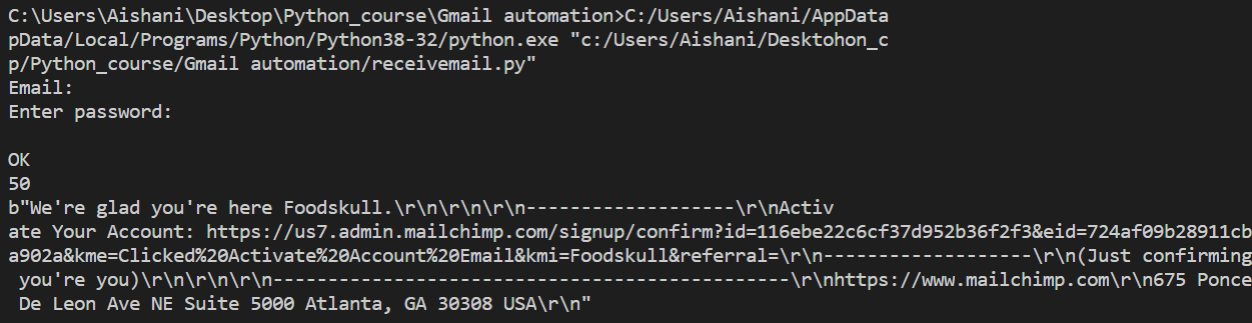 C:\Users\Aishani\Desktop\Python_course\Gmail automation>C:/Users/Aishani/AppData
pData/Local/Programs/Python/Python38-32/python.exe "c:/Users/Aishani/Desktohon_c
p/Python_course/Gmail automation/receivemail.py"
Email:
Enter password:
OK
50
b"We're glad you're here Foodskull.\r\n\r\n\r\n-------------------\r\nActiv
ate Your Account: https://us7.admin.mailchimp.com/signup/confirm?id=116ebe22c6cf37d952b36f2f3&eid=724af09b28911cb
a902a&kme=Clicked%20Activate%20Account%20Email&kmi=Foodskull&referral=\r\n-------------------\r\n(Just confirming
you're you)\r\n\r\n\r\n-----------------------------------------------\r\nhttps://www.mailchimp.com\r\n675 Ponce
De Leon Ave NE Suite 5000 Atlanta, GA 30308 USA\r\n"